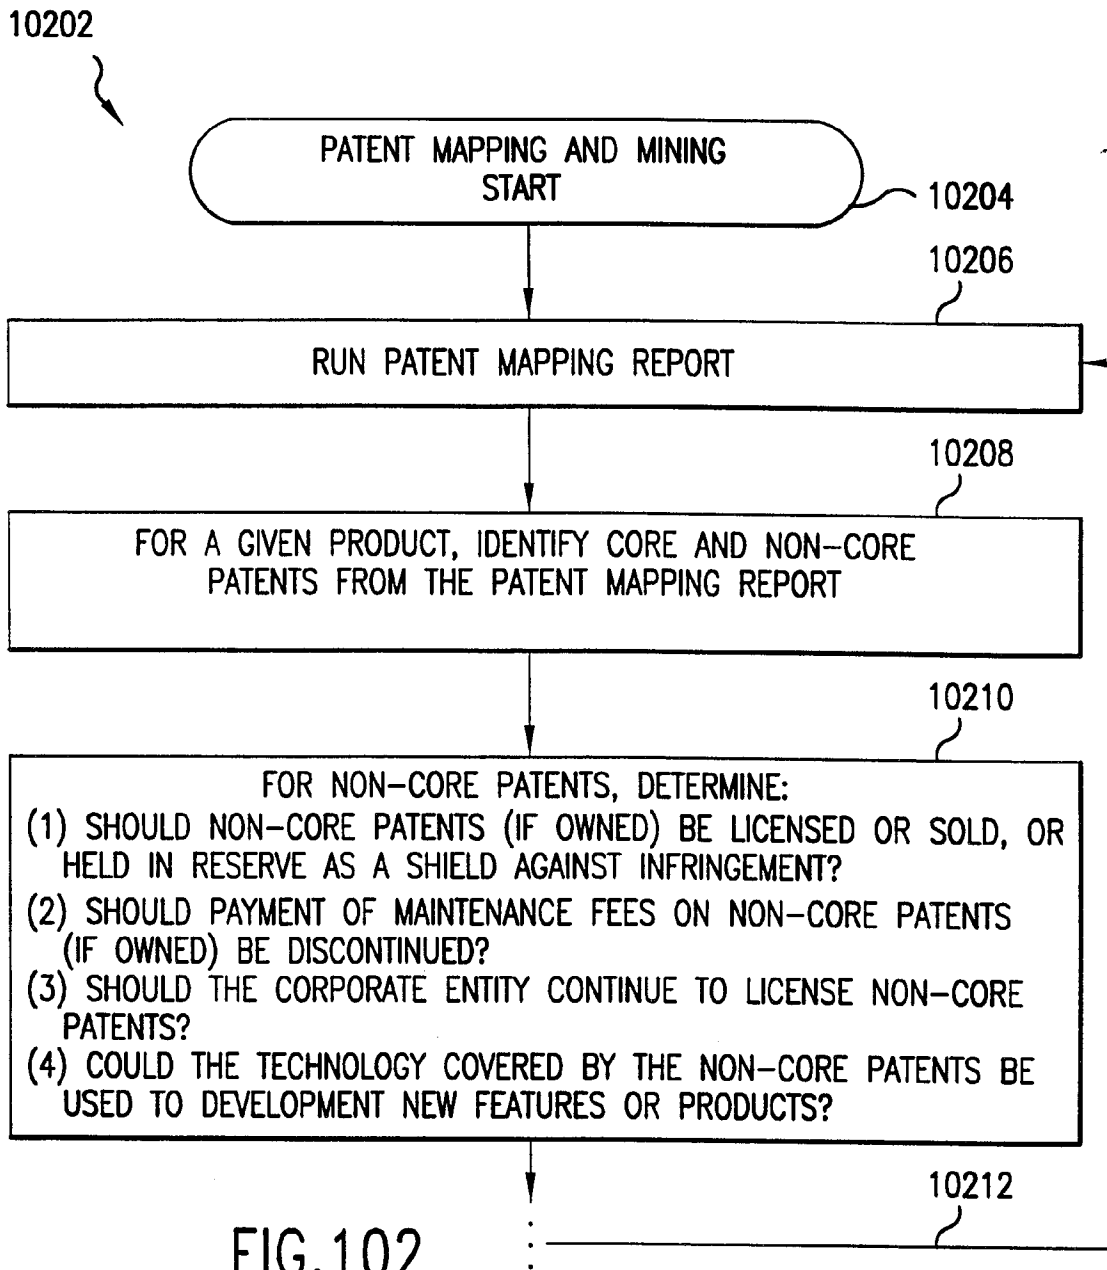 10202
PATENT MAPPING AND MINING
START
10204
10206
RUN PATENT MAPPING REPORT
10208
FOR A GIVEN PRODUCT, IDENTIFY CORE AND NON-CORE
PATENTS FROM THE PATENT MAPPING REPORT
10210
FOR NON-CORE PATENTS, DETERMINE:
(1) SHOULD NON-CORE PATENTS (IF OWNED) BE LICENSED OR SOLD, OR
HELD IN RESERVE AS A SHIELD AGAINST INFRINGEMENT?
(2) SHOULD PAYMENT OF MAINTENANCE FEES ON NON-CORE PATENTS
(IF OWNED) BE DISCONTINUED?
(3) SHOULD THE CORPORATE ENTITY CONTINUE TO LICENSE NON-CORE
PATENTS?
(4) COULD THE TECHNOLOGY COVERED BY THE NON-CORE PATENTS BE
USED TO DEVELOPMENT NEW FEATURES OR PRODUCTS?
10212
FIG.102